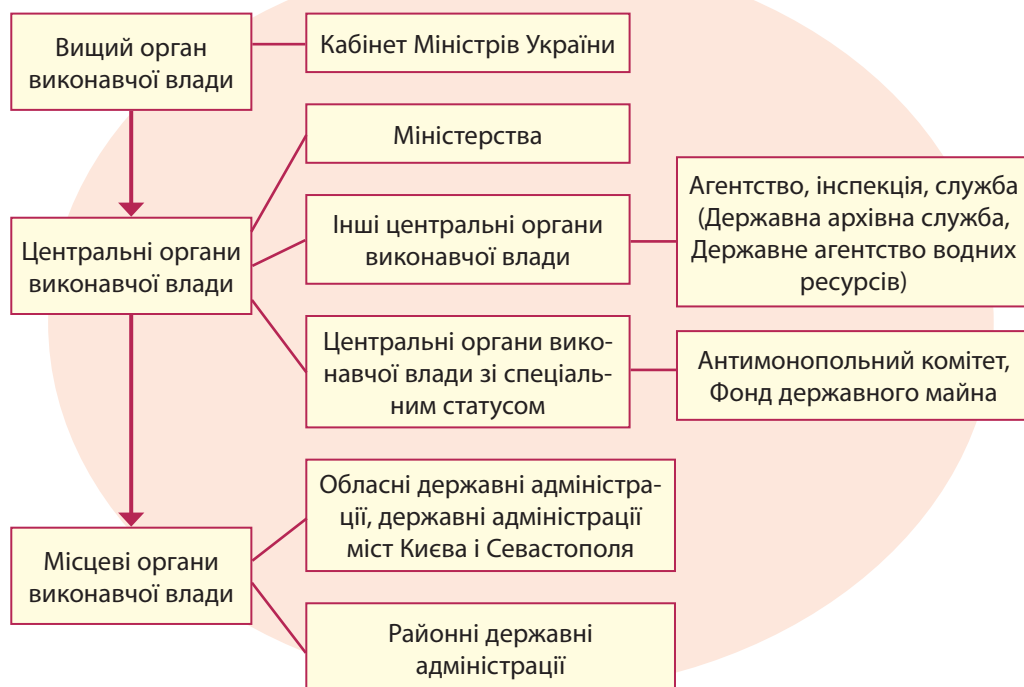 Вищий орган
виконавчої влади
Кабінет Міністрів України
Міністерства
Центральні органи
виконавчої влади
Інші центральні органи
виконавчої влади
Агентство, інспекція, служба
(Державна архівна служба,
Державне агентство водних
ресурсів)
Центральні органи вико-
навчої влади зі спеціаль-
ним статусом
Антимонопольний комітет,
Фонд державного майна
Місцеві органи
виконавчої влади
Обласні державні адміністра-
ції, державні адміністрації
міст Києва і Севастополя
Районні державні
адміністрації